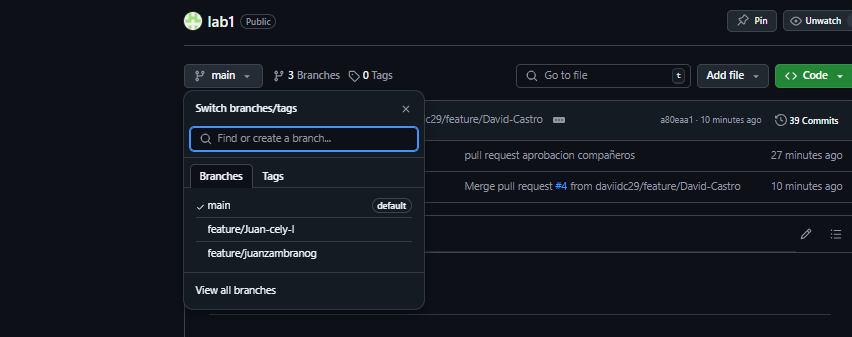 lab1 Public Pin Unwatch
main 3 Branches 0 Tags Go to file t Add file Code
Switch branches/tags
c29/feature/David-Castro a80eaa1 · 10 minutes ago 39 Commits
Find or create a branch...
pull request aprobacion compañeros 27 minutes ago
Branches Tags
Merge pull request #4 from daviidc29/feature/David-Castro 10 minutes ago
main default
feature/Juan-cely-l
feature/juanzambranog
View all branches